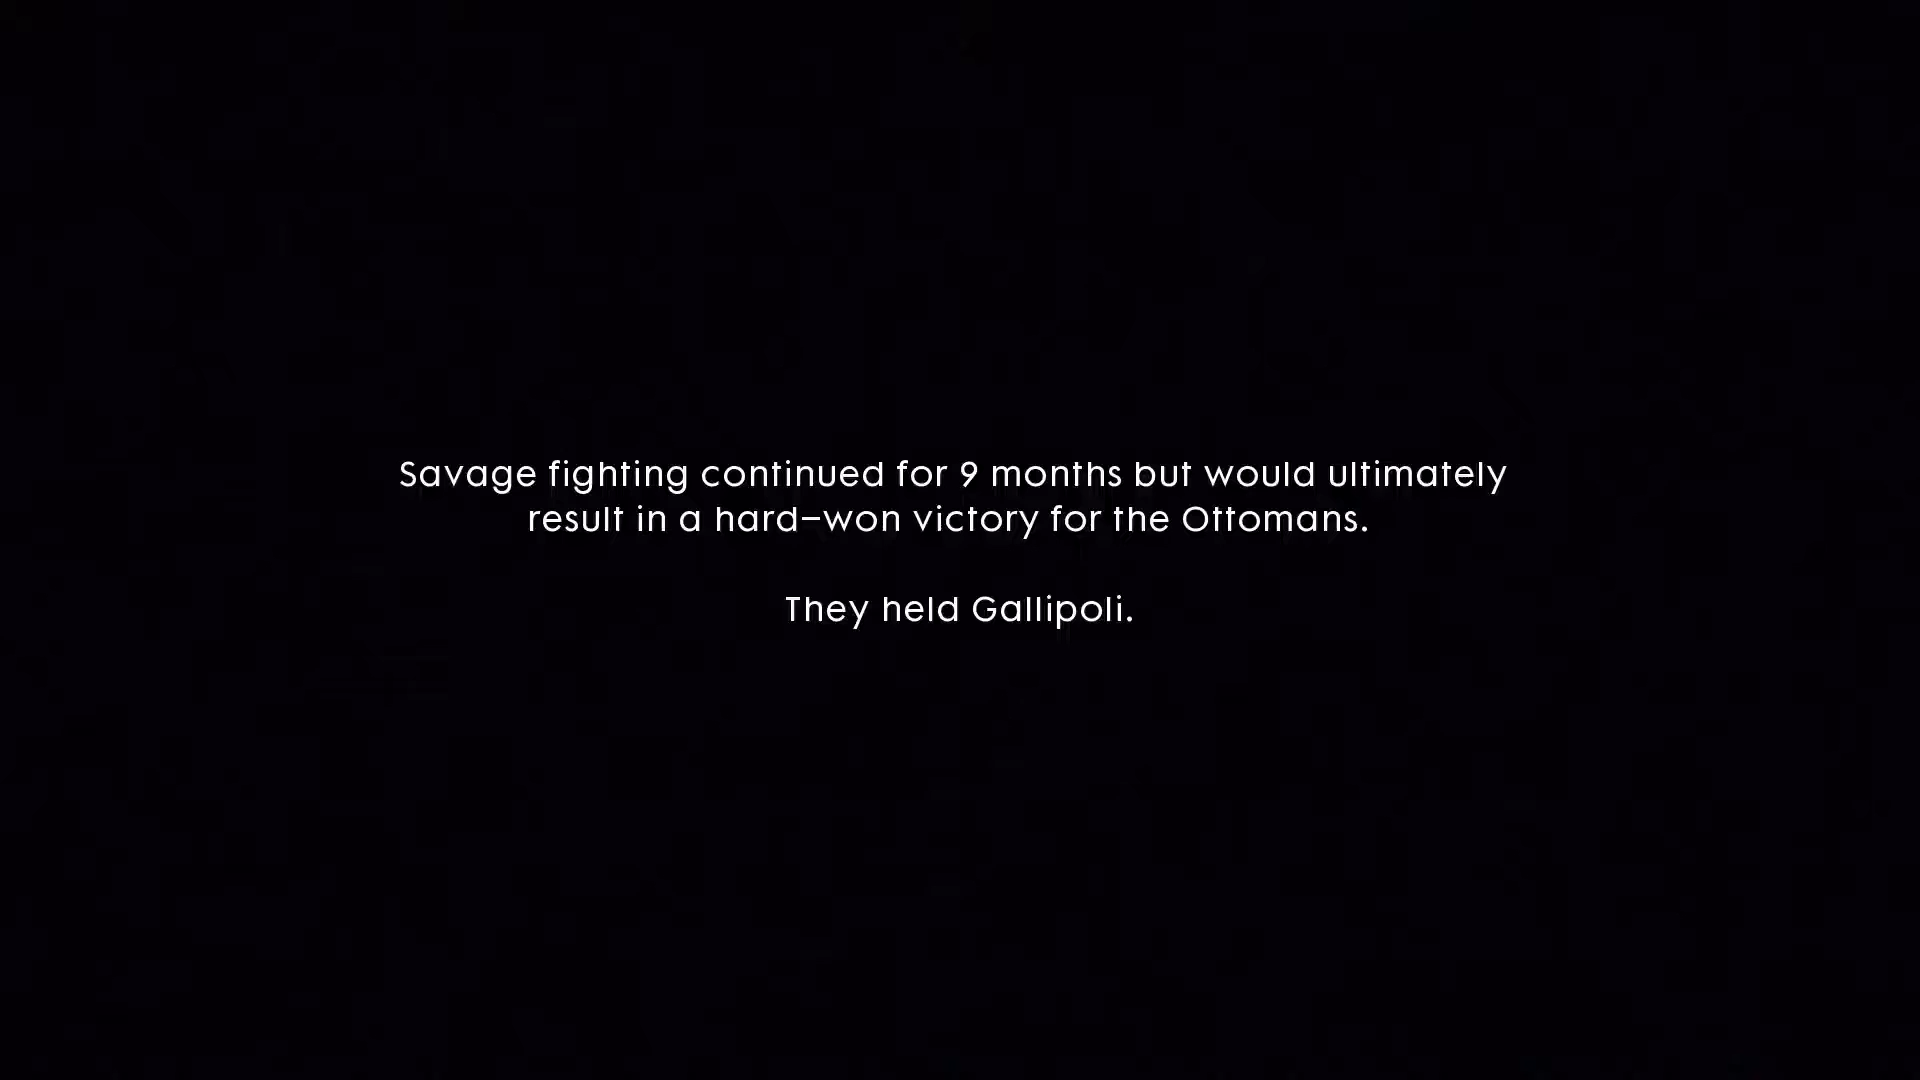 Savage fighting continued for 9 months but would ultimately
result in a hard-won victory for the Ottomans.
They held Gallipoli.